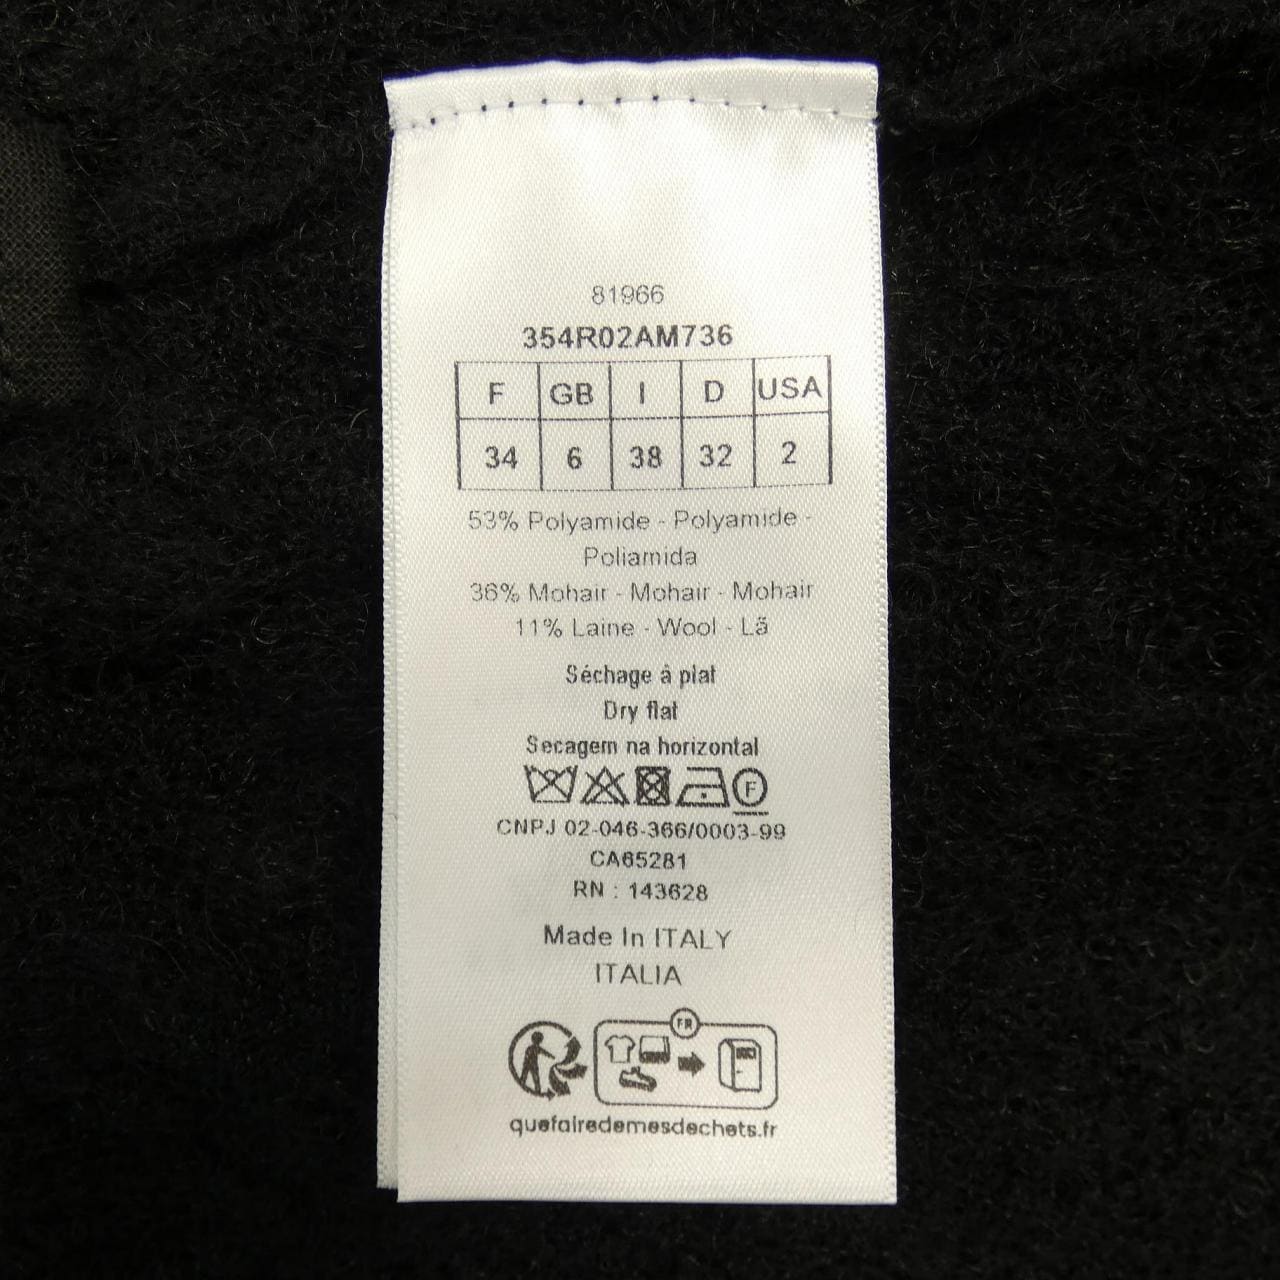 81966
354R02AM736
F GB I D USA
34 6 38 32 2
53% Polyamide - Polyamide -
Poliamida
36% Mohair - Mohair - Mohair
11% Laine - Wool - Lã
Séchage à plat
Dry flat
Secagem na horizontal
F
CNPJ 02-046-366/0003-99
CA65281
RN : 143628
Made In ITALY
ITALIA
FR
quefairedemesdechets.fr